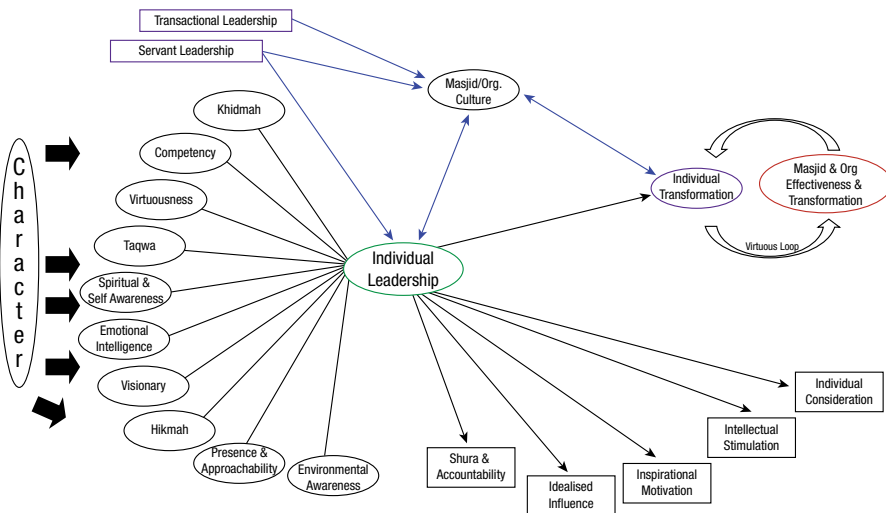 Transactional Leadership
Servant Leadership
Masjid/Org.
Culture
Khidmah
Competency
Virtuousness
Taqwa
Spiritual &
Self Awareness
Emotional
Intelligence
Visionary
Hikmah
Presence &
Approachability
Environmental
Awareness
Character
Individual
Leadership
Individual
Transformation
Masjid & Org
Effectiveness &
Transformation
Virtuous Loop
Shura &
Accountability
Idealised
Influence
Inspirational
Motivation
Intellectual
Stimulation
Individual
Consideration